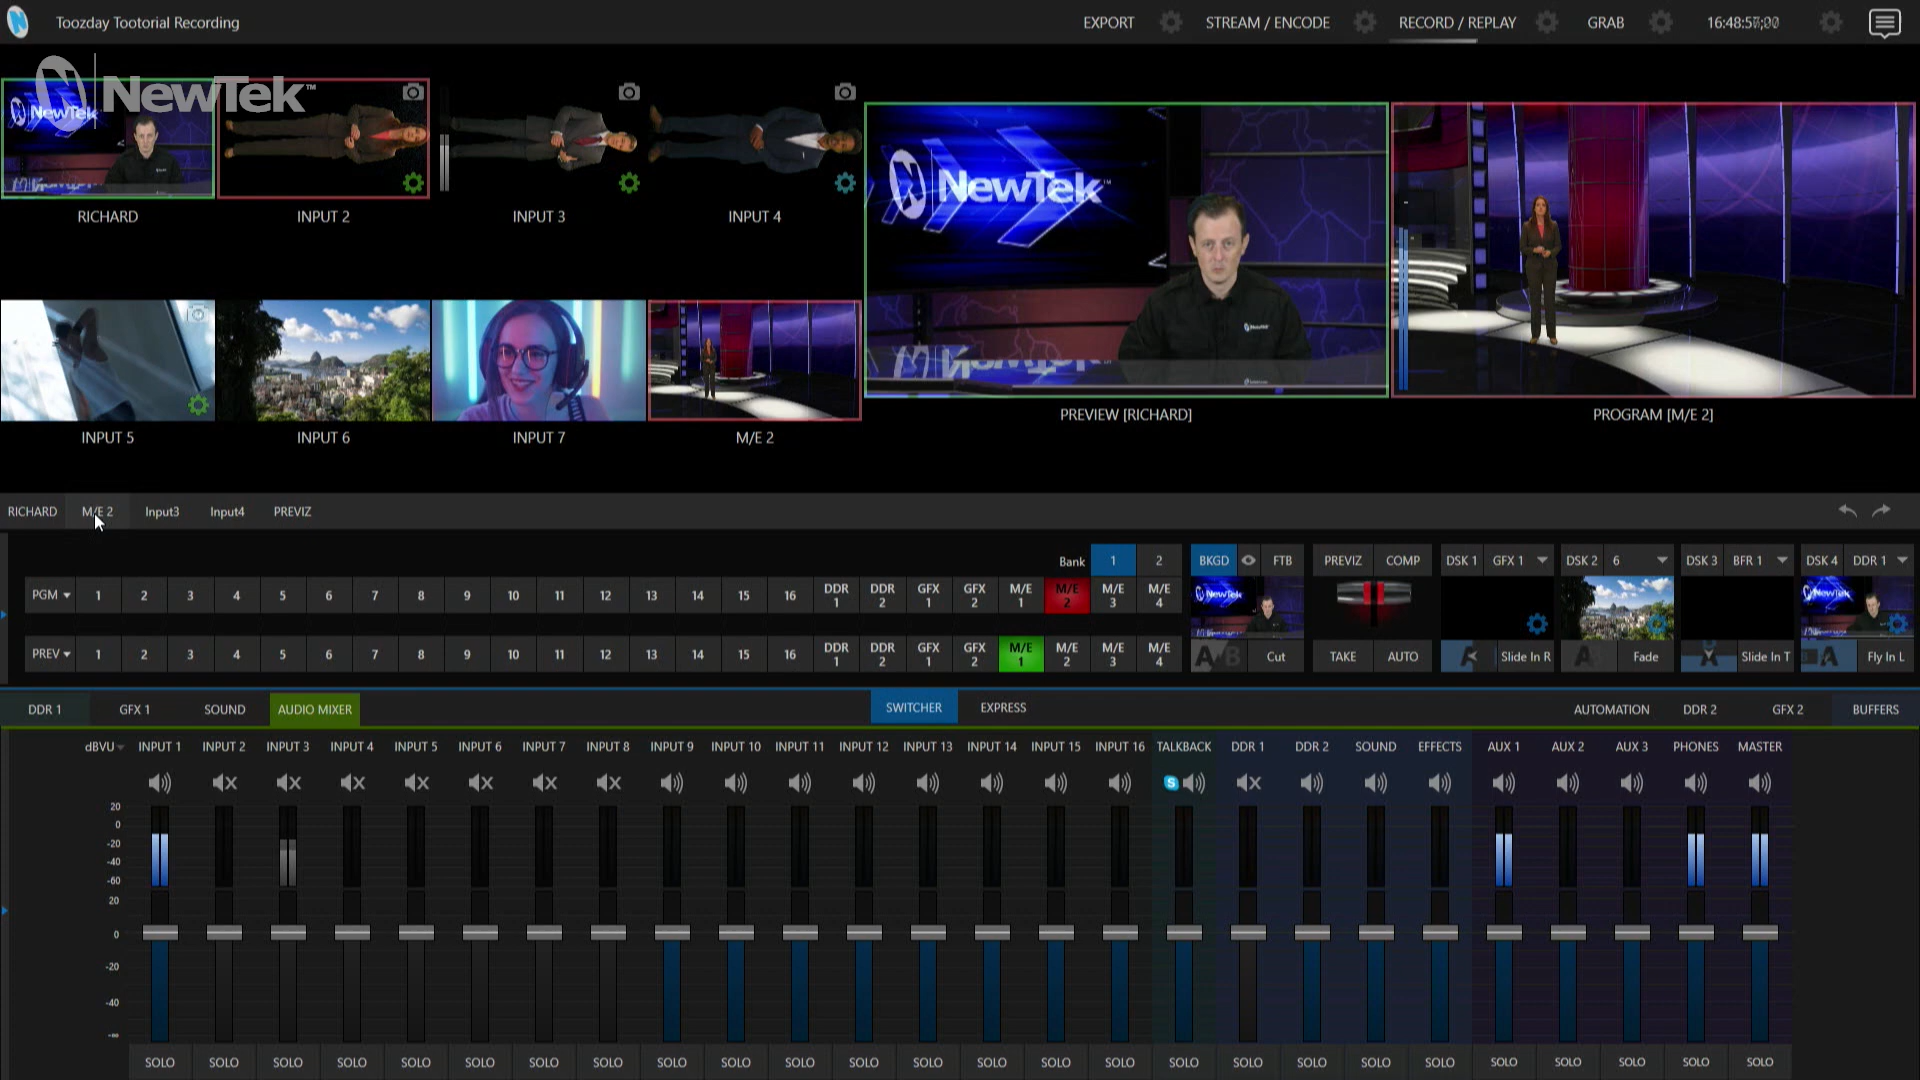 Toozday Tootorial Recording
EXPORT
STREAM / ENCODE
RECORD / REPLAY
GRAB
NewTek™
NewTek
NewTek™
RICHARD
INPUT 2
INPUT 3
INPUT 4
INPUT 5
INPUT 6
INPUT 7
M/E 2
PREVIEW [RICHARD]
PROGRAM [M/E 2]
RICHARD M/E 2 Input3 Input4 PREVIZ
Bank 1 2
BKGD FTB
PREVIZ COMP
DSK 1 GFX 1
DSK 2 6
DSK 3 BFR 1
DSK 4 DDR 1
PGM 1 2 3 4 5 6 7 8 9 10 11 12 13 14 15 16 DDR 1 DDR 2 GFX 1 GFX 2 M/E 1 M/E 2 M/E 3 M/E 4
NewTek
NewTek
PREV 1 2 3 4 5 6 7 8 9 10 11 12 13 14 15 16 DDR 1 DDR 2 GFX 1 GFX 2 M/E 1 M/E 2 M/E 3 M/E 4
A/B Cut
TAKE AUTO
Slide In R
Fade
Slide In T
A Fly In L
DDR 1 GFX 1 SOUND AUDIO MIXER
SWITCHER EXPRESS
AUTOMATION DDR 2 GFX 2 BUFFERS
dBVU INPUT 1 INPUT 2 INPUT 3 INPUT 4 INPUT 5 INPUT 6 INPUT 7 INPUT 8 INPUT 9 INPUT 10 INPUT 11 INPUT 12 INPUT 13 INPUT 14 INPUT 15 INPUT 16 TALKBACK DDR 1 DDR 2 SOUND EFFECTS AUX 1 AUX 2 AUX 3 PHONES MASTER
S
20
0
-20
-40
-60
20
0
-20
-40
-∞
SOLO SOLO SOLO SOLO SOLO SOLO SOLO SOLO SOLO SOLO SOLO SOLO SOLO SOLO SOLO SOLO SOLO SOLO SOLO SOLO SOLO SOLO SOLO SOLO SOLO SOLO